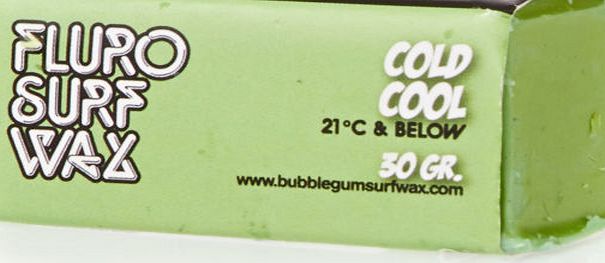 FLURO
SURF
WAX
COLD
COOL
21°C & BELOW
30 GR.
www.bubblegumsurfwax.com